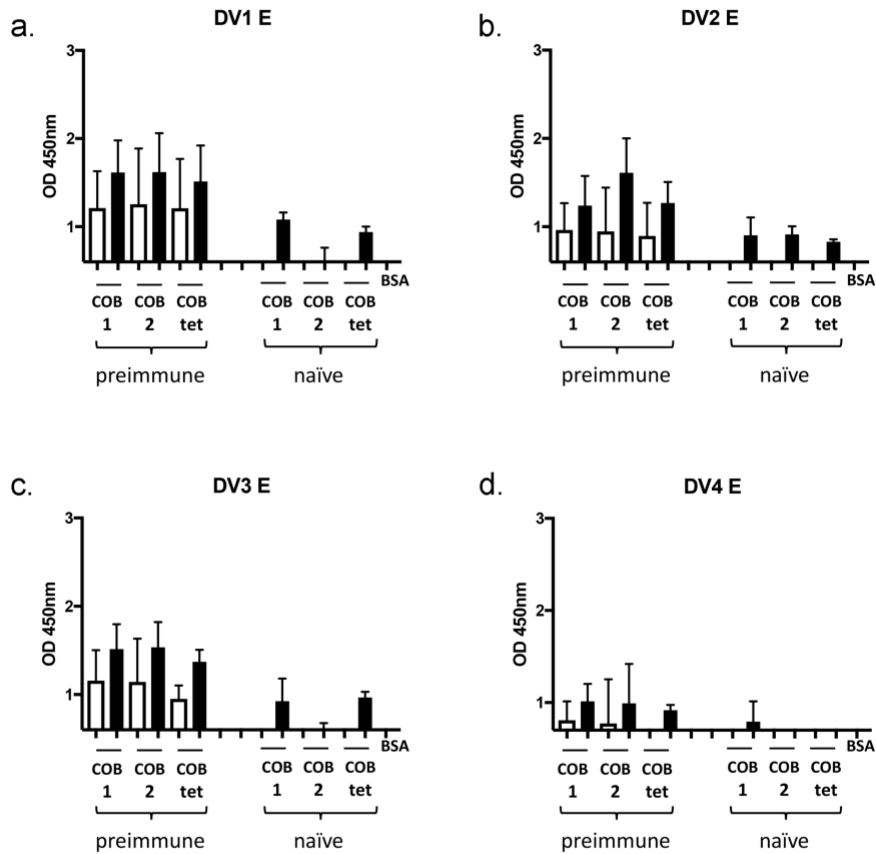 a.
DV1 E
3
2
1
OD 450nm
BSA
COB COB COB COB COB COB
1 2 tet 1 2 tet
preimmune naïve
b.
DV2 E
3
2
1
OD 450nm
BSA
COB COB COB COB COB COB
1 2 tet 1 2 tet
preimmune naïve
c.
DV3 E
3
2
1
OD 450nm
BSA
COB COB COB COB COB COB
1 2 tet 1 2 tet
preimmune naïve
d.
DV4 E
3
2
1
OD 450nm
BSA
COB COB COB COB COB COB
1 2 tet 1 2 tet
preimmune naïve